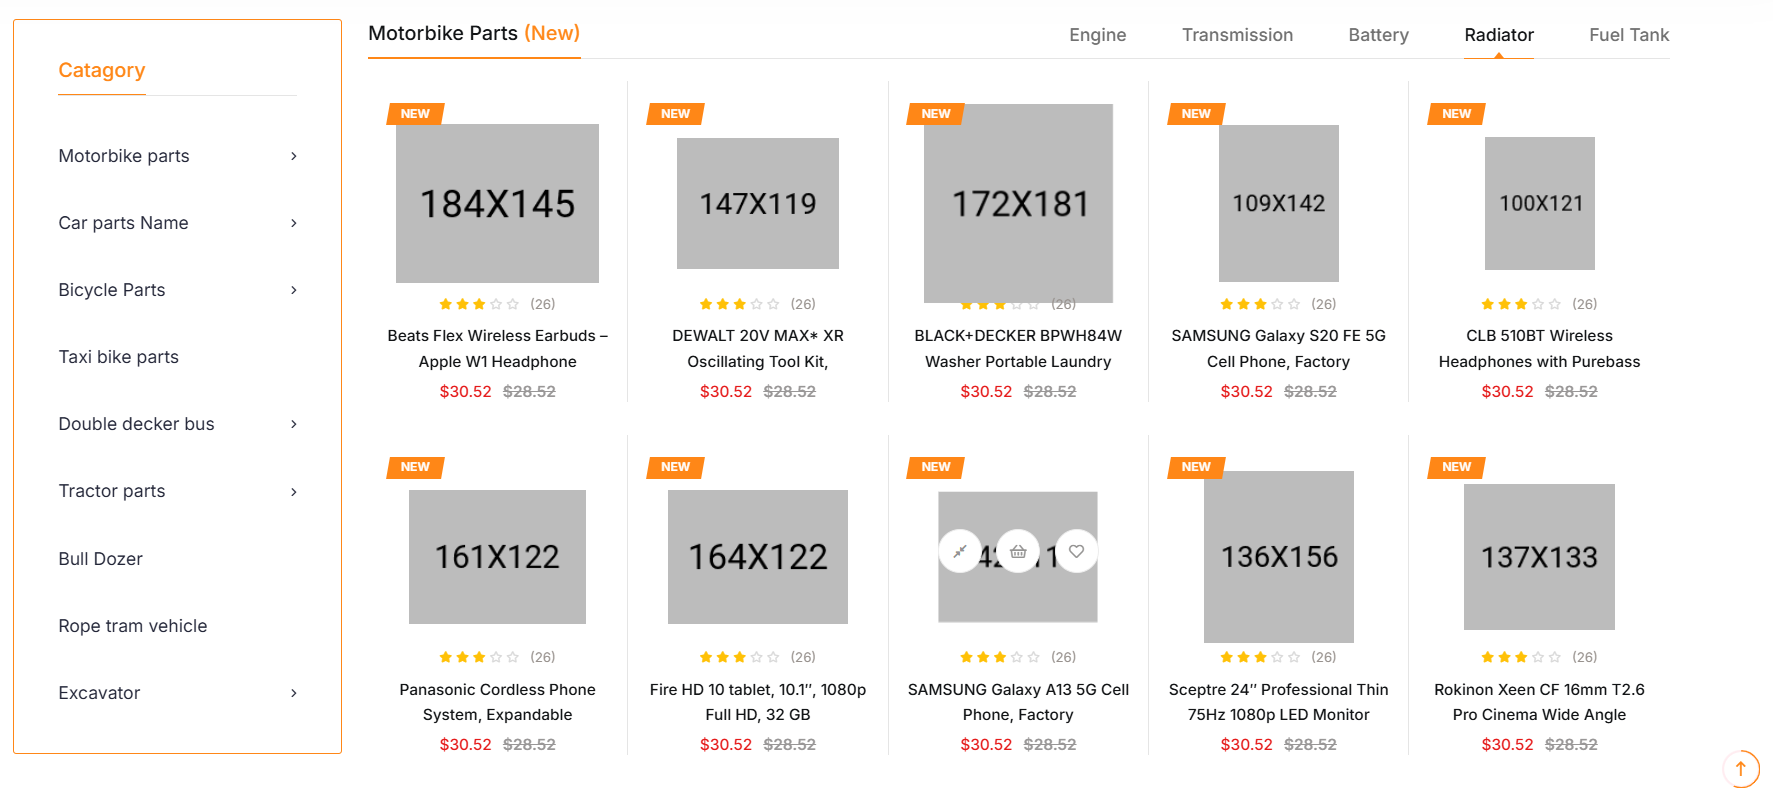 Catagory
Motorbike parts
Car parts Name
Bicycle Parts
Taxi bike parts
Double decker bus
Tractor parts
Bull Dozer
Rope tram vehicle
Excavator
Motorbike Parts (New)
Engine
Transmission
Battery
Radiator
Fuel Tank
NEW
184X145
(26)
Beats Flex Wireless Earbuds –
Apple W1 Headphone
$30.52 $28.52
NEW
147X119
(26)
DEWALT 20V MAX* XR
Oscillating Tool Kit,
$30.52 $28.52
NEW
172X181
(26)
BLACK+DECKER BPWH84W
Washer Portable Laundry
$30.52 $28.52
NEW
109X142
(26)
SAMSUNG Galaxy S20 FE 5G
Cell Phone, Factory
$30.52 $28.52
NEW
100X121
(26)
CLB 510BT Wireless
Headphones with Purebass
$30.52 $28.52
NEW
161X122
(26)
Panasonic Cordless Phone
System, Expandable
$30.52 $28.52
NEW
164X122
(26)
Fire HD 10 tablet, 10.1″, 1080p
Full HD, 32 GB
$30.52 $28.52
NEW
(26)
SAMSUNG Galaxy A13 5G Cell
Phone, Factory
$30.52 $28.52
NEW
136X156
(26)
Sceptre 24″ Professional Thin
75Hz 1080p LED Monitor
$30.52 $28.52
NEW
137X133
(26)
Rokinon Xeen CF 16mm T2.6
Pro Cinema Wide Angle
$30.52 $28.52